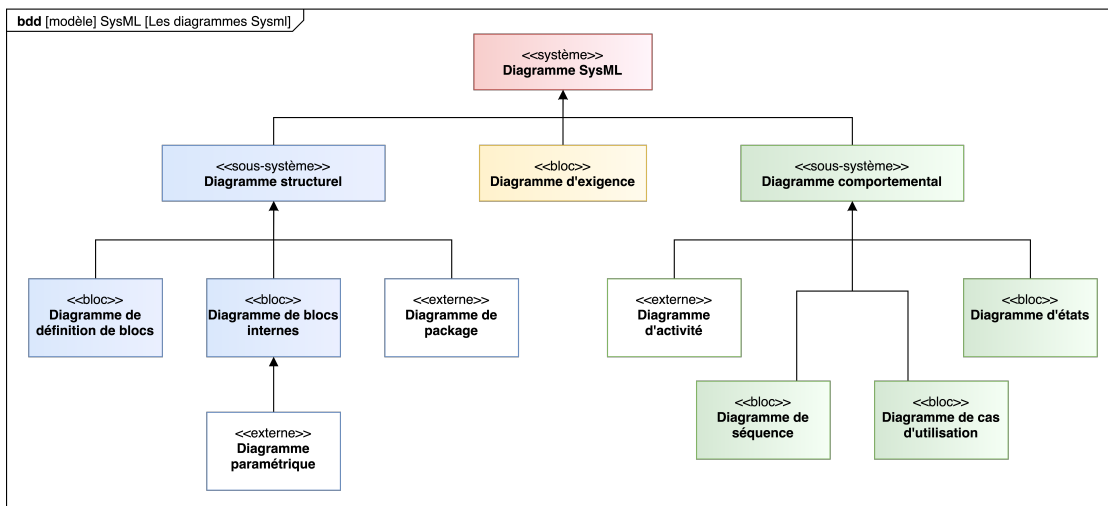 bdd [modèle] SysML [Les diagrammes Sysml]
<<système>>
Diagramme SysML
<<sous-système>>
Diagramme structurel
<<bloc>>
Diagramme d'exigence
<<sous-système>>
Diagramme comportemental
<<bloc>>
Diagramme de
définition de blocs
<<bloc>>
Diagramme de blocs
internes
<<externe>>
Diagramme de
package
<<externe>>
Diagramme
d'activité
<<bloc>>
Diagramme d'états
<<bloc>>
Diagramme de
séquence
<<bloc>>
Diagramme de cas
d'utilisation
<<externe>>
Diagramme
paramétrique